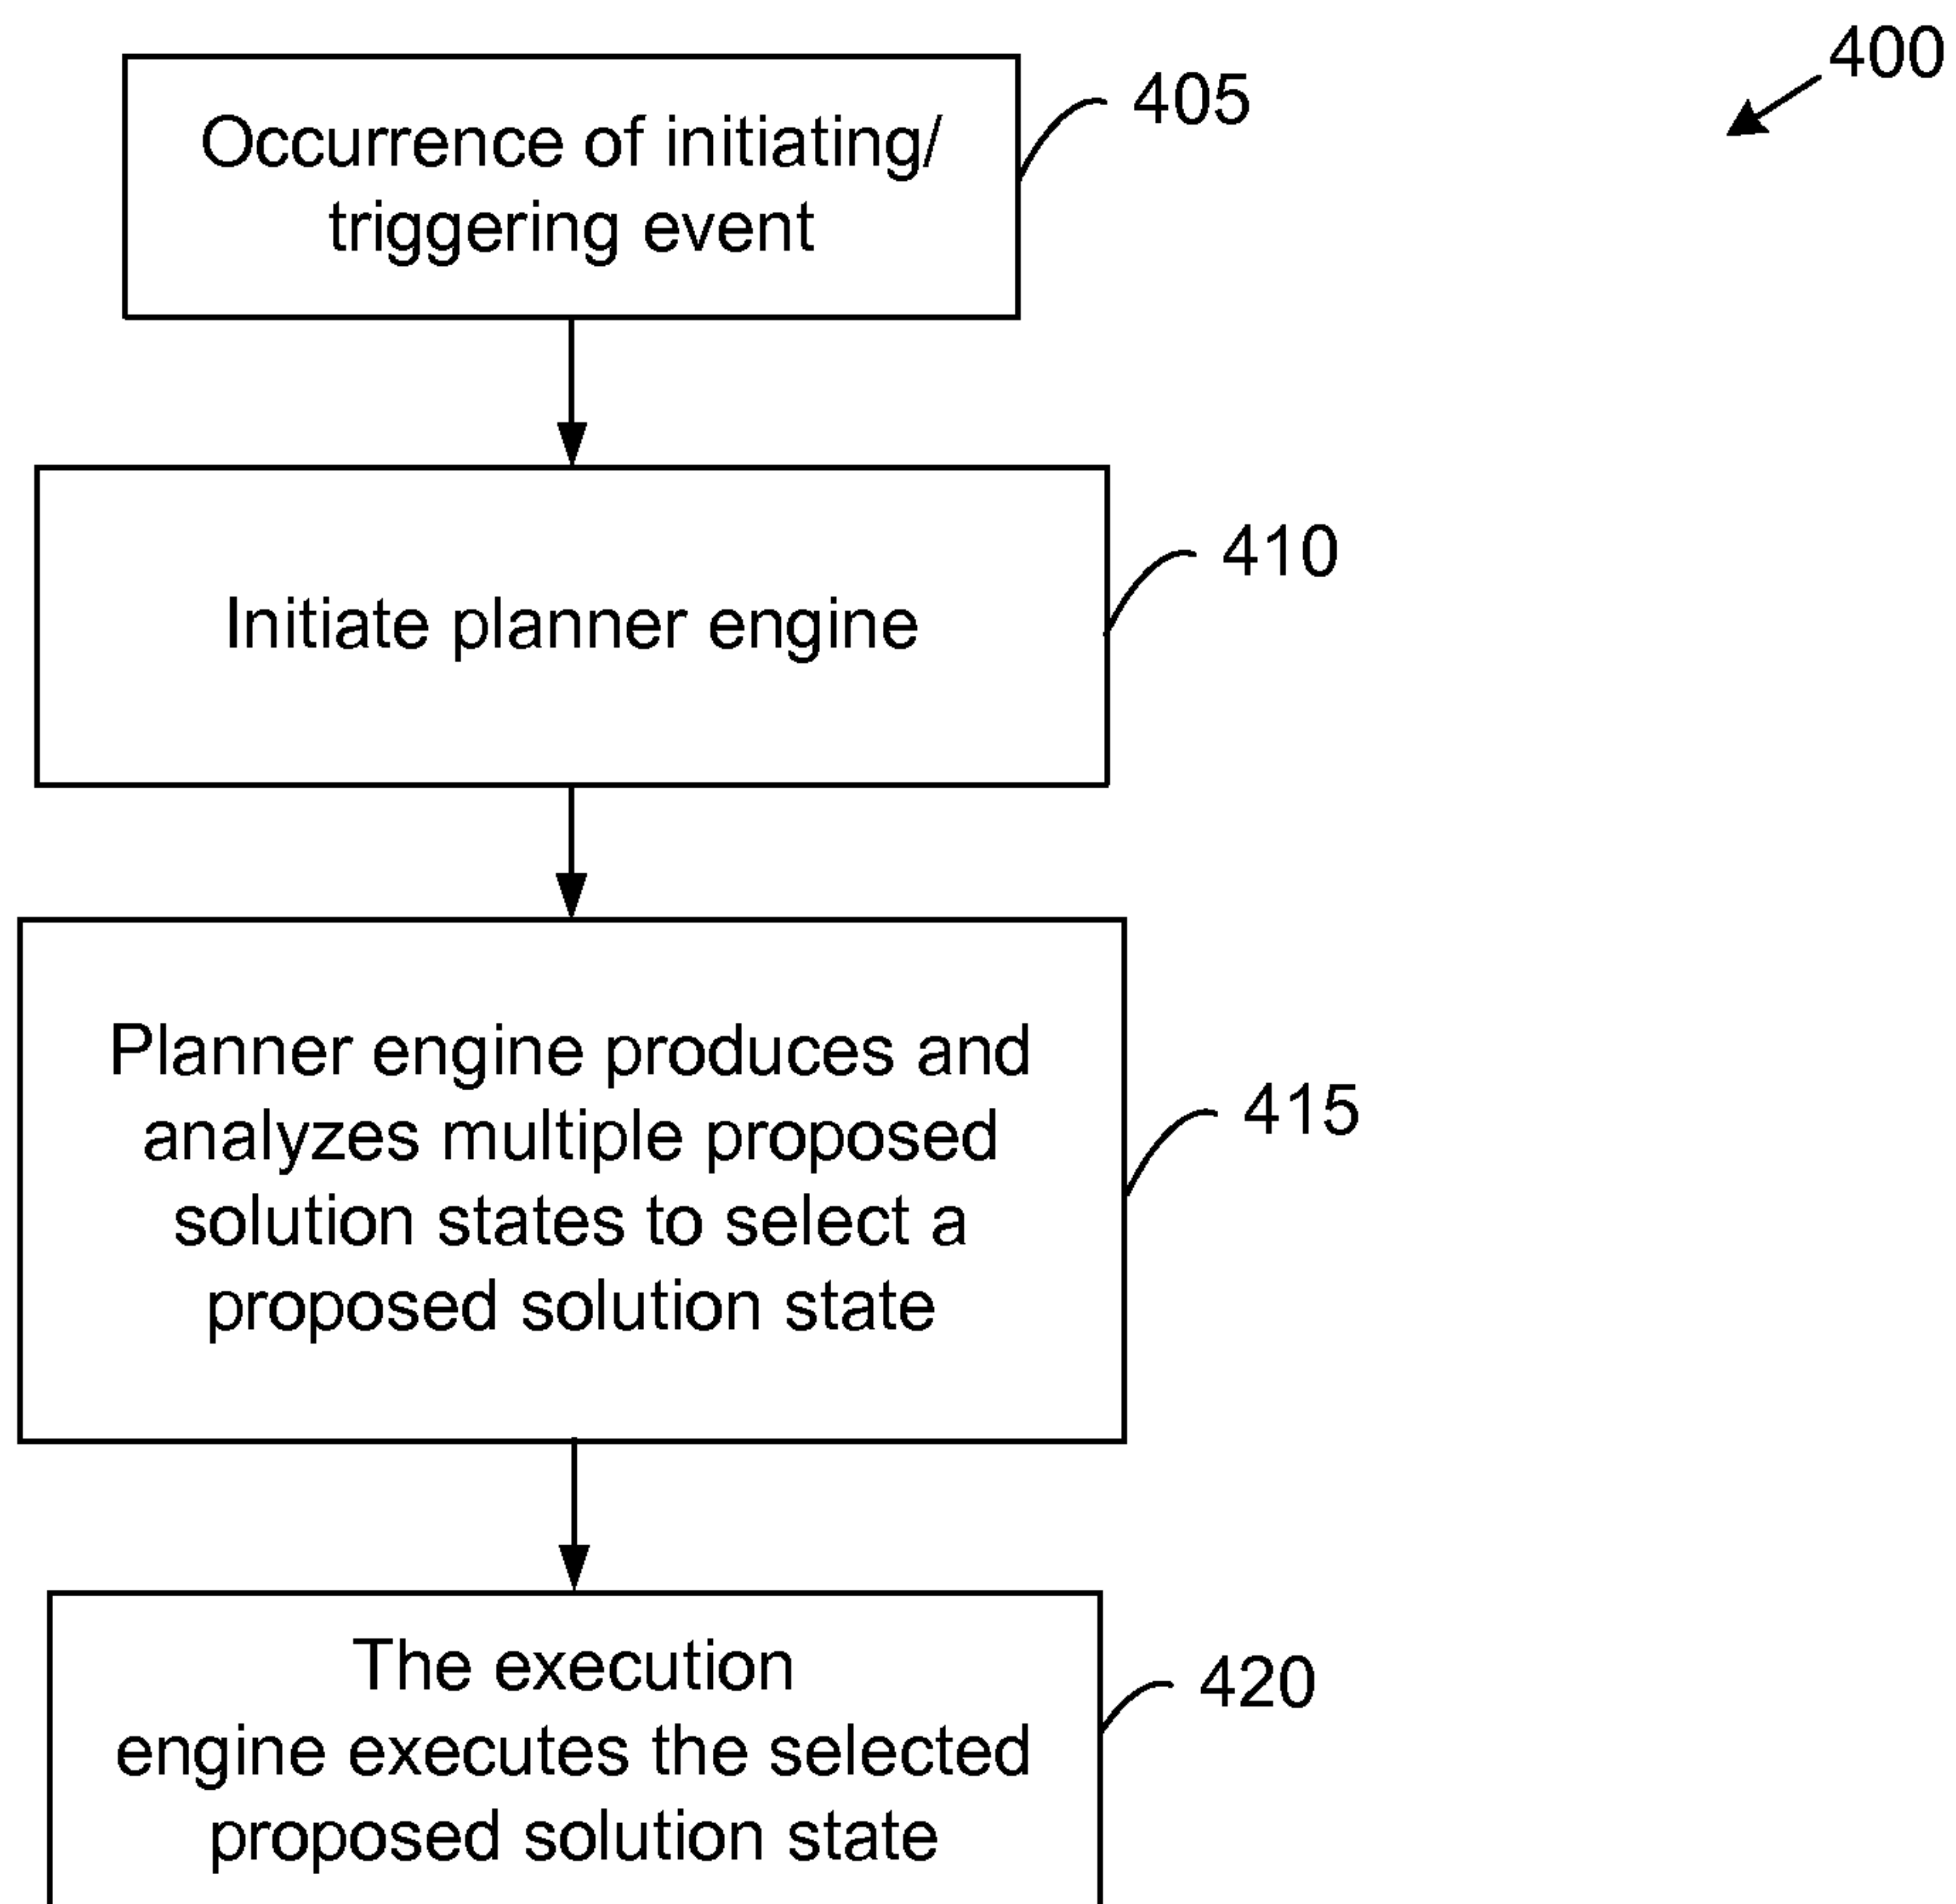 400
Occurrence of initiating/
triggering event
405
Initiate planner engine
410
Planner engine produces and
analyzes multiple proposed
solution states to select a
proposed solution state
415
The execution
engine executes the selected
proposed solution state
420